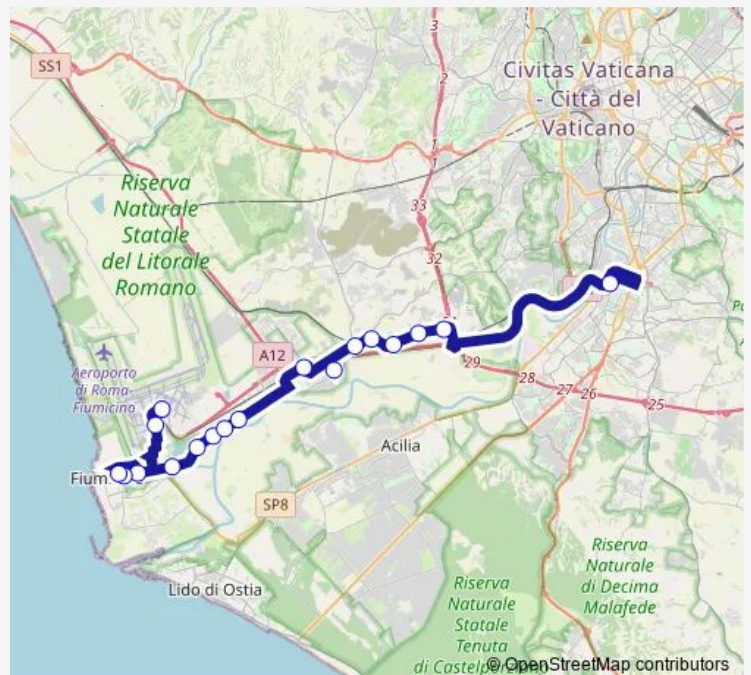 SS1
3
2
1
1
Civitas Vaticana
- Città del
Vaticano
33
32
Riserva
Naturale
Statale
del Litorale
Romano
A12
29
28
27
26
25
Aeroporto
di Roma
Fiumicino
Acilia
Fium
SP8
Lido di Ostia
Riserva
Naturale
di Decima
Malafede
Riserva
Naturale
Statale
Tenuta
di Castelporziano
© OpenStreetMap contributors